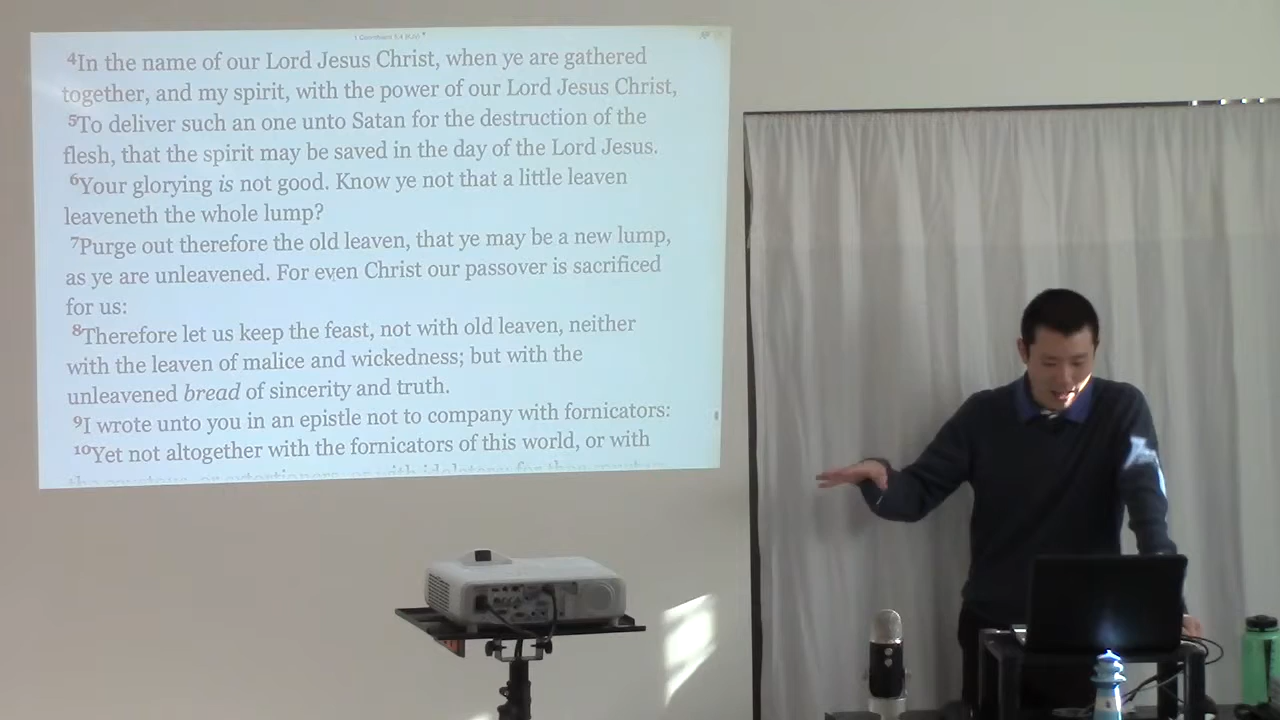 ⁴In the name of our Lord Jesus Christ, when ye are gathered
together, and my spirit, with the power of our Lord Jesus Christ,
⁵To deliver such an one unto Satan for the destruction of the
flesh, that the spirit may be saved in the day of the Lord Jesus.
⁶Your glorying is not good. Know ye not that a little leaven
leaveneth the whole lump?
⁷Purge out therefore the old leaven, that ye may be a new lump,
as ye are unleavened. For even Christ our passover is sacrificed
for us:
⁸Therefore let us keep the feast, not with old leaven, neither
with the leaven of malice and wickedness; but with the
unleavened bread of sincerity and truth.
⁹I wrote unto you in an epistle not to company with fornicators:
¹⁰Yet not altogether with the fornicators of this world, or with